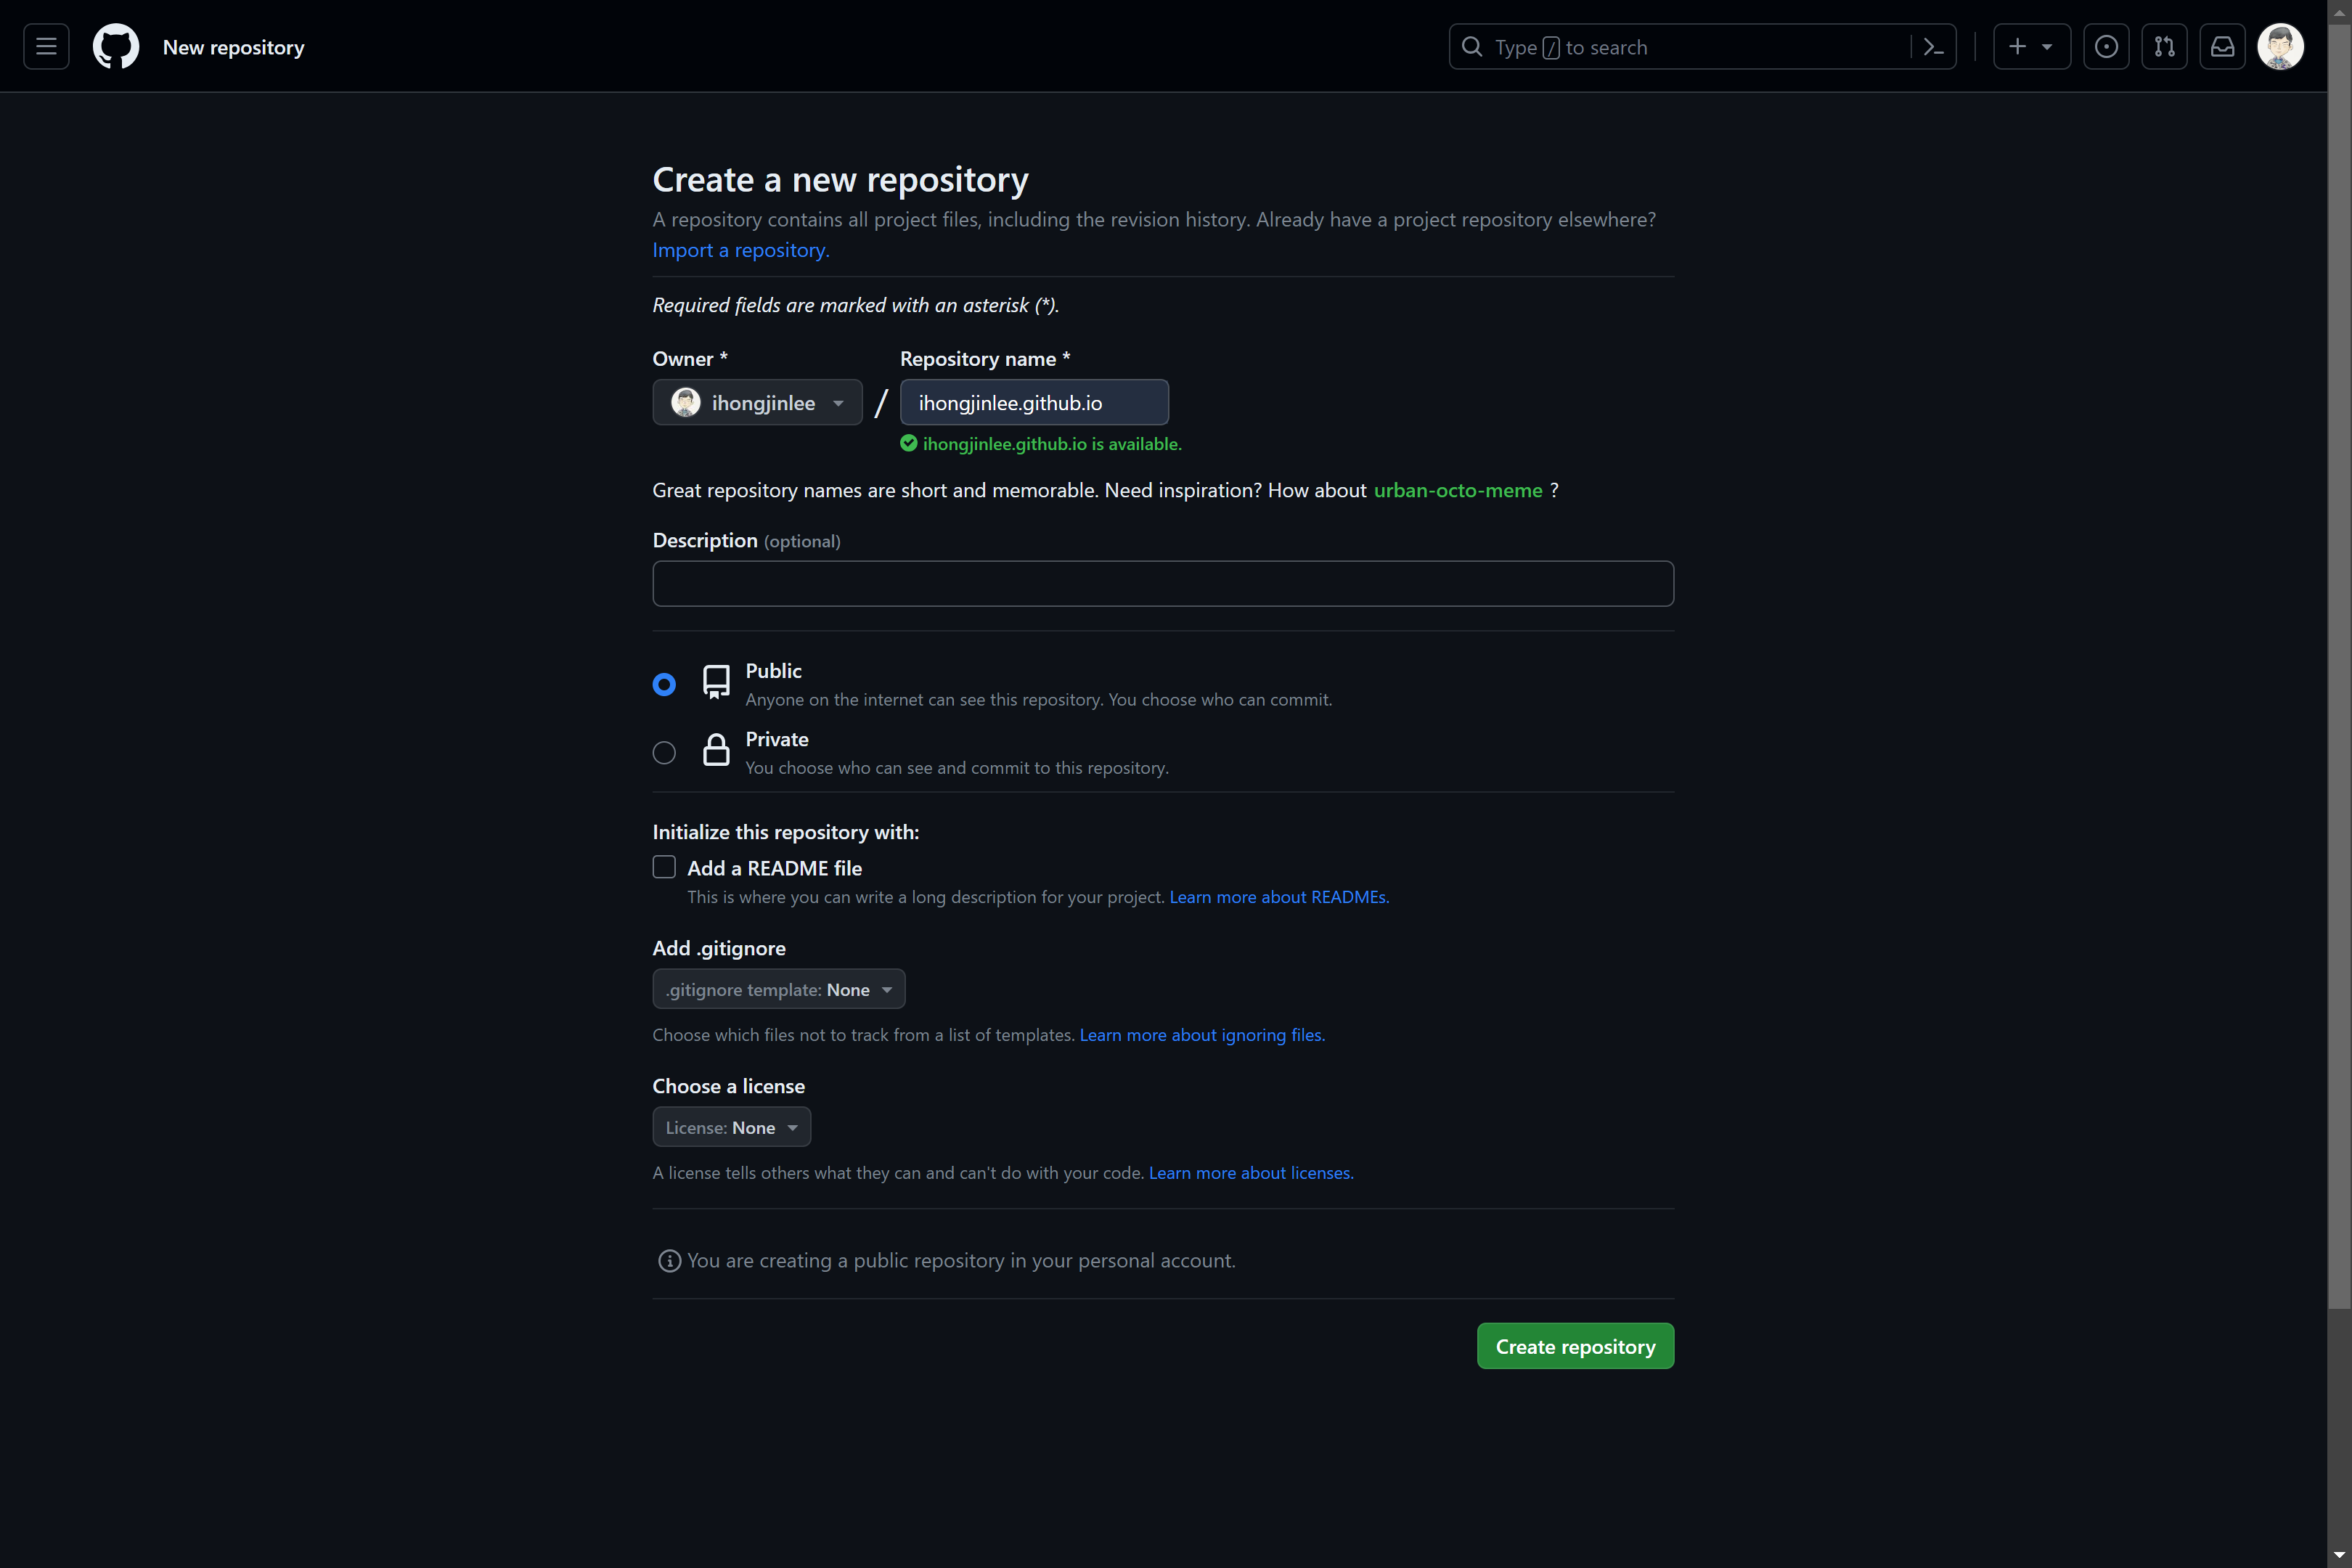 New repository
Type / to search
Create a new repository
A repository contains all project files, including the revision history. Already have a project repository elsewhere?
Import a repository.
Required fields are marked with an asterisk (*).
Owner * Repository name *
ihongjinlee / ihongjinlee.github.io
ihongjinlee.github.io is available.
Great repository names are short and memorable. Need inspiration? How about urban-octo-meme ?
Description (optional)
Public
Anyone on the internet can see this repository. You choose who can commit.
Private
You choose who can see and commit to this repository.
Initialize this repository with:
Add a README file
This is where you can write a long description for your project. Learn more about READMEs.
Add .gitignore
.gitignore template: None
Choose which files not to track from a list of templates. Learn more about ignoring files.
Choose a license
License: None
A license tells others what they can and can't do with your code. Learn more about licenses.
You are creating a public repository in your personal account.
Create repository